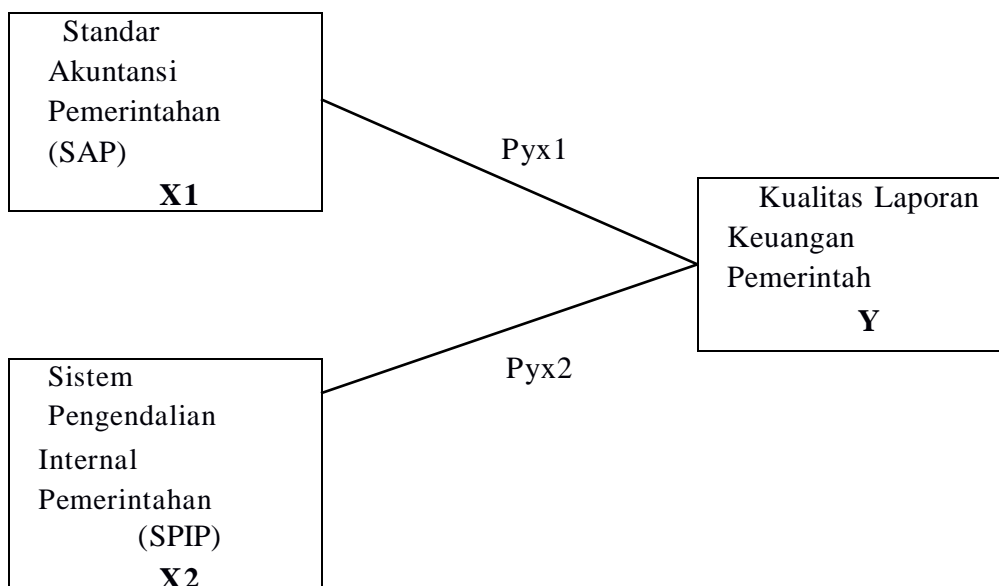 Standar
Akuntansi
Pemerintahan
(SAP)
X1
Pyx1
Kualitas Laporan
Keuangan
Pemerintah
Y
Pyx2
Sistem
Pengendalian
Internal
Pemerintahan
(SPIP)
X2